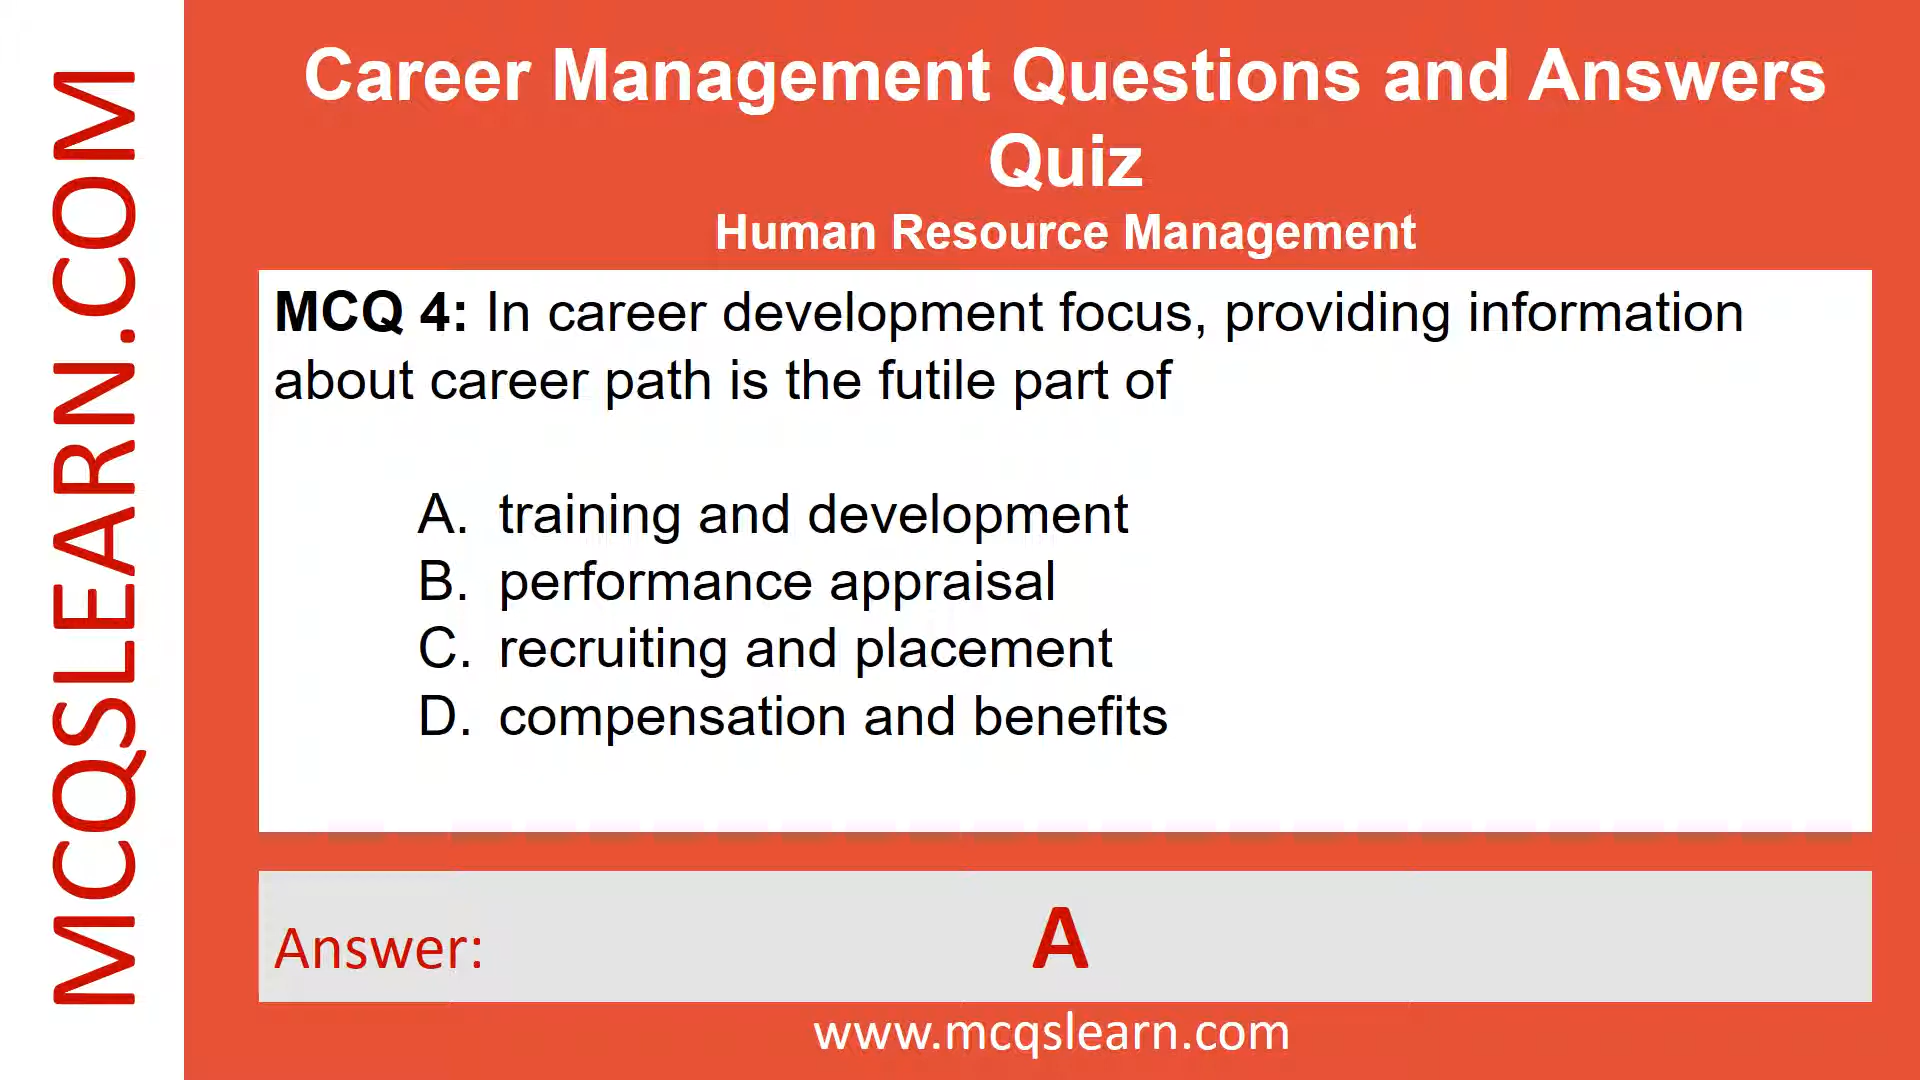 MCQSLEARN.COM
Career Management Questions and Answers
Quiz
Human Resource Management
MCQ 4: In career development focus, providing information
about career path is the futile part of
A. training and development
B. performance appraisal
C. recruiting and placement
D. compensation and benefits
Answer: A
www.mcqslearn.com